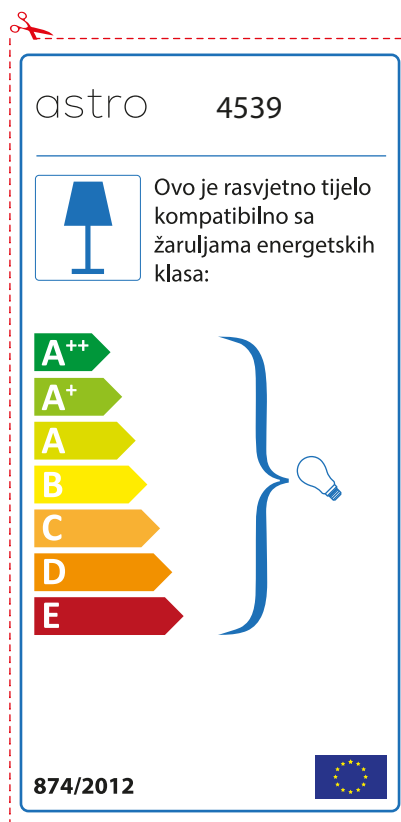 astro 4539
Ovo je rasvjetno tijelo
kompatibilno sa
žaruljama energetskih
klasa:
A++
A+
A
B
C
D
E
874/2012